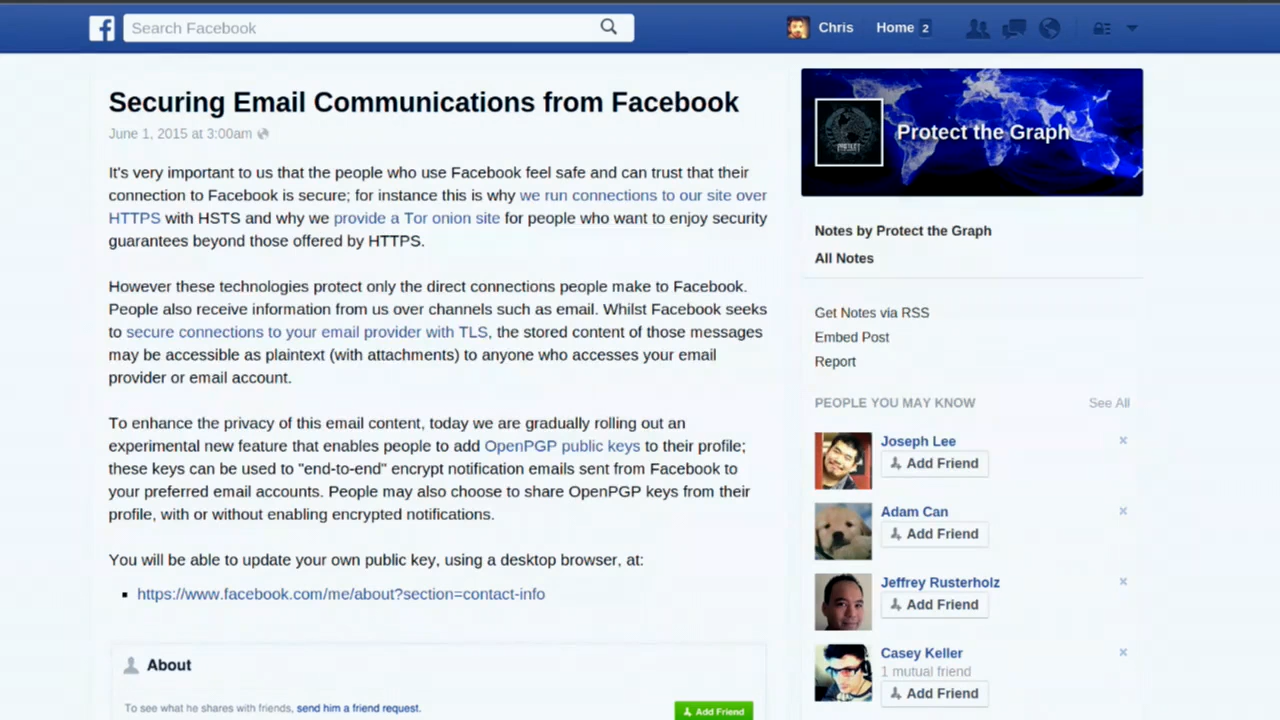 Search Facebook
Chris
Home 2
Securing Email Communications from Facebook
June 1, 2015 at 3:00am
It's very important to us that the people who use Facebook feel safe and can trust that their
connection to Facebook is secure; for instance this is why we run connections to our site over
HTTPS with HSTS and why we provide a Tor onion site for people who want to enjoy security
guarantees beyond those offered by HTTPS.
However these technologies protect only the direct connections people make to Facebook.
People also receive information from us over channels such as email. Whilst Facebook seeks
to secure connections to your email provider with TLS, the stored content of those messages
may be accessible as plaintext (with attachments) to anyone who accesses your email
provider or email account.
To enhance the privacy of this email content, today we are gradually rolling out an
experimental new feature that enables people to add OpenPGP public keys to their profile;
these keys can be used to "end-to-end" encrypt notification emails sent from Facebook to
your preferred email accounts. People may also choose to share OpenPGP keys from their
profile, with or without enabling encrypted notifications.
You will be able to update your own public key, using a desktop browser, at:
▪ https://www.facebook.com/me/about?section=contact-info
About
To see what he shares with friends, send him a friend request.
Add Friend
PROTECT
Protect the Graph
Notes by Protect the Graph
All Notes
Get Notes via RSS
Embed Post
Report
PEOPLE YOU MAY KNOW
See All
Joseph Lee
Add Friend
Adam Can
Add Friend
Jeffrey Rusterholz
Add Friend
Casey Keller
1 mutual friend
Add Friend